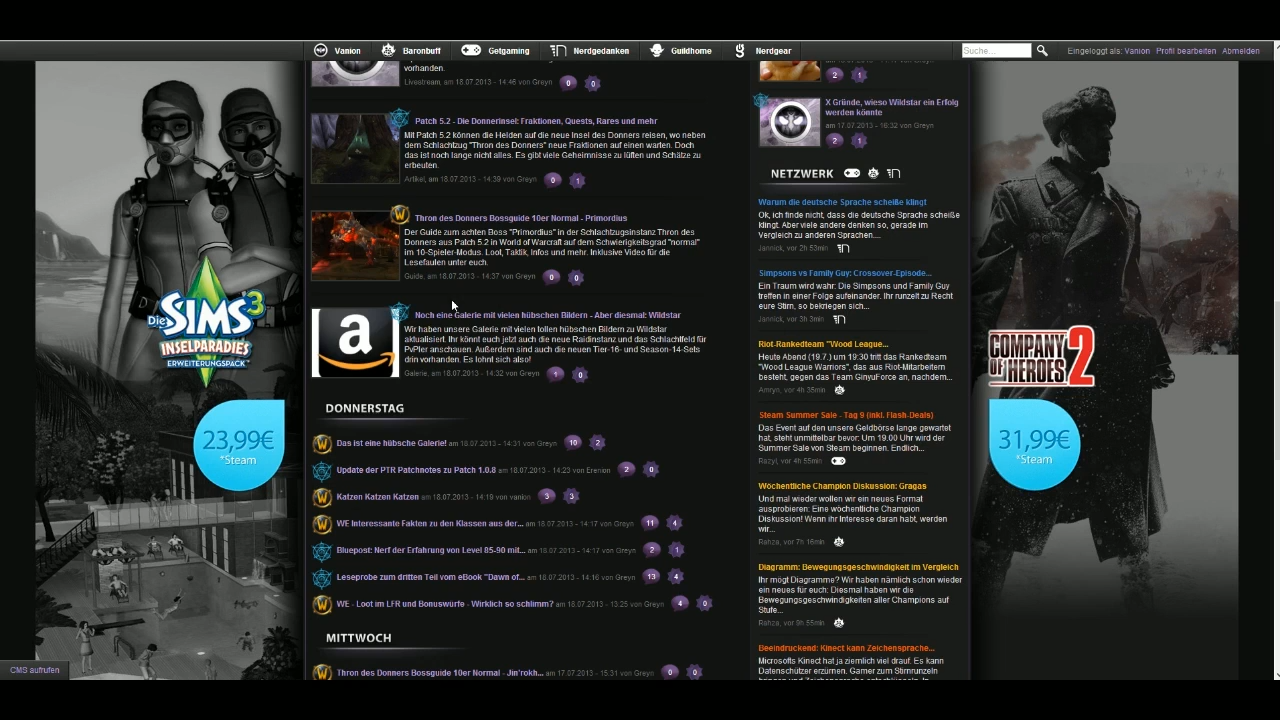 Vanion
Baronbuff
Getgaming
Nerdgedanken
Guildhome
Nerdgear
Suche...
Eingeloggt als: Vanion Profil bearbeiten Abmelden
vorhanden.
Livestream, am 18.07.2013 - 14:46 von Greyn 0 0
Patch 5.2 - Die Donnerinsel: Fraktionen, Quests, Rares und mehr
Mit Patch 5.2 können die Helden auf die neue Insel des Donners reisen, wo neben
dem Schlachtzug "Thron des Donners" neue Fraktionen auf einen warten. Doch
das ist noch lange nicht alles. Es gibt viele Geheimnisse zu lüften und Schätze zu
erbeuten.
Artikel, am 18.07.2013 - 14:39 von Greyn 0 1
Thron des Donners Bossguide 10er Normal - Primordius
Der Guide zum achten Boss "Primordius" in der Schlachtzugsinstanz Thron des
Donners aus Patch 5.2 in World of Warcraft auf dem Schwierigkeitsgrad "normal"
im 10-Spieler-Modus. Loot, Taktik, Infos und mehr. Inklusive Video für die
Lesefaulen unter euch.
Guide, am 18.07.2013 - 14:37 von Greyn 0 0
Noch eine Galerie mit vielen hübschen Bildern - Aber diesmal: Wildstar
Wir haben unsere Galerie mit vielen tollen hübschen Bildern zu Wildstar
aktualisiert. Ihr könnt euch jetzt auch die neue Raidinstanz und das Schlachtfeld für
PvPler anschauen. Außerdem sind auch die neuen Tier-16- und Season-14-Sets
drin vorhanden. Es lohnt sich also!
Galerie, am 18.07.2013 - 14:32 von Greyn 1 0
a
DONNERSTAG
Das ist eine hübsche Galerie! am 18.07.2013 - 14:31 von Greyn 10 2
Update der PTR Patchnotes zu Patch 1.0.8 am 18.07.2013 - 14:23 von Erenion 2 0
Katzen Katzen Katzen am 18.07.2013 - 14:19 von vanion 3 3
WE Interessante Fakten zu den Klassen aus der... am 18.07.2013 - 14:17 von Greyn 11 4
Bluepost: Nerf der Erfahrung von Level 85-90 mit... am 18.07.2013 - 14:17 von Greyn 2 1
Leseprobe zum dritten Teil vom eBook "Dawn of... am 18.07.2013 - 14:16 von Greyn 13 4
WE - Loot im LFR und Bonuswürfe - Wirklich so schlimm? am 18.07.2013 - 13:25 von Greyn 4 0
MITTWOCH
Thron des Donners Bossguide 10er Normal - Jin'rokh... am 17.07.2013 - 15:31 von Greyn 0 0
2 1
X Gründe, wieso Wildstar ein Erfolg
werden könnte
am 17.07.2013 - 16:32 von Greyn
2 1
NETZWERK
Warum die deutsche Sprache scheiße klingt
Ok, ich finde nicht, dass die deutsche Sprache scheiße
klingt. Aber viele andere denken so, gerade im
Vergleich zu anderen Sprachen....
Jannick, vor 2h 53min
Simpsons vs Family Guy: Crossover-Episode...
Ein Traum wird wahr: Die Simpsons und Family Guy
treffen in einer Folge aufeinander. Ihr runzelt zu Recht
eure Stirn, so bekriegen sich...
Jannick, vor 3h 3min
Riot-Rankedteam "Wood League...
Heute Abend (19.7.) um 19:30 tritt das Rankedteam
"Wood League Warriors", das aus Riot-Mitarbeitern
besteht, gegen das Team GinyuForce an, nachdem...
Amryn, vor 4h 35min
Steam Summer Sale - Tag 9 (inkl. Flash-Deals)
Das Event auf den unsere Geldbörse lange gewartet
hat, steht unmittelbar bevor: Um 19.00 Uhr wird der
Summer Sale von Steam beginnen. Endlich...
Razyl, vor 4h 55min
Wöchentliche Champion Diskussion: Gragas
Und mal wieder wollen wir ein neues Format
ausprobieren: Eine wöchentliche Champion
Diskussion! Wenn ihr Interesse daran habt, werden
wir...
Rahza, vor 7h 16min
Diagramm: Bewegungsgeschwindigkeit im Vergleich
Ihr mögt Diagramme? Wir haben nämlich schon wieder
ein neues für euch: Diesmal haben wir die
Bewegungsgeschwindigkeiten aller Champions auf
Stufe...
Rahza, vor 9h 55min
Beeindruckend: Kinect kann Zeichensprache...
Microsofts Kinect hat ja ziemlich viel drauf. Es kann
Die SiMS 3
INSELPARADIES
ERWEITERUNGSPACK
23,99€
*Steam
COMPANY
OF HEROES 2
31,99€
*Steam
CMS aufrufen